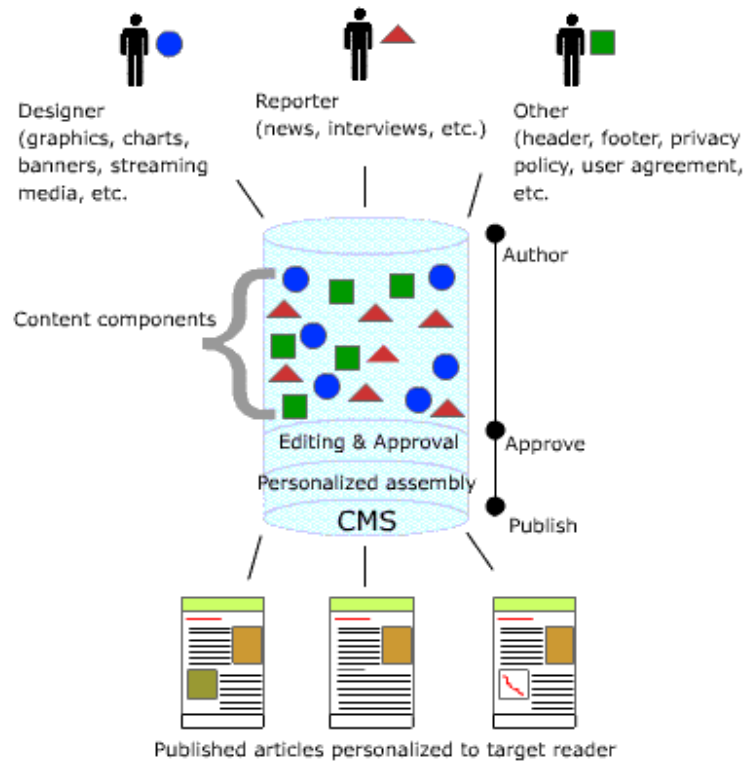 Designer
(graphics, charts,
banners, streaming
media, etc.
Reporter
(news, interviews, etc.)
Other
(header, footer, privacy
policy, user agreement,
etc.
Author
Content components
Editing & Approval
Approve
Personalized assembly
CMS
Publish
Published articles personalized to target reader